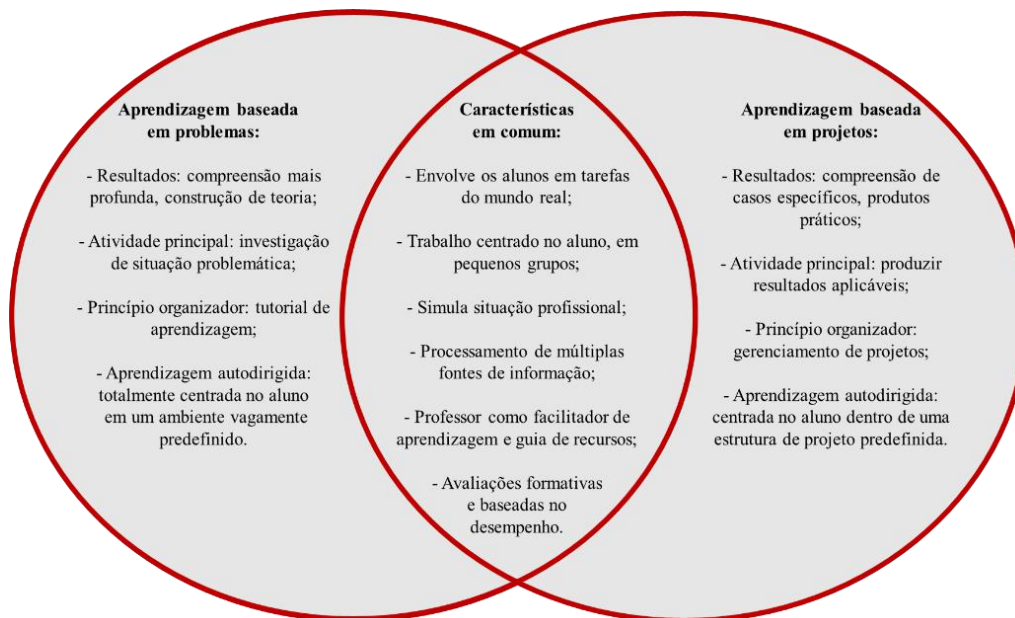 Aprendizagem baseada
em problemas:
- Resultados: compreensão mais
profunda, construção de teoria;
- Atividade principal: investigação
de situação problemática;
- Princípio organizador: tutorial de
aprendizagem;
- Aprendizagem autodirigida:
totalmente centrada no aluno
em um ambiente vagamente
predefinido.
Características
em comum:
- Envolve os alunos em tarefas
do mundo real;
- Trabalho centrado no aluno, em
pequenos grupos;
- Simula situação profissional;
- Processamento de múltiplas
fontes de informação;
- Professor como facilitador de
aprendizagem e guia de recursos;
- Avaliações formativas
e baseadas no
desempenho.
Aprendizagem baseada
em projetos:
- Resultados: compreensão de
casos específicos, produtos
práticos;
- Atividade principal: produzir
resultados aplicáveis;
- Princípio organizador:
gerenciamento de projetos;
- Aprendizagem autodirigida:
centrada no aluno dentro de uma
estrutura de projeto predefinida.